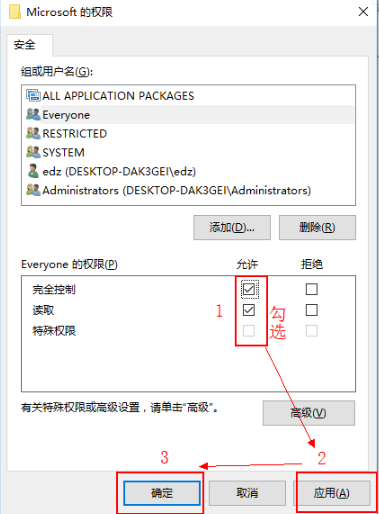 Microsoft 的权限
安全
组或用户名(G):
ALL APPLICATION PACKAGES
Everyone
RESTRICTED
SYSTEM
edz (DESKTOP-DAK3GEI\edz)
Administrators (DESKTOP-DAK3GEI\Administrators)
添加(D)... 删除(R)
Everyone 的权限(P) 允许 拒绝
完全控制
读取
特殊权限
1 勾选
有关特殊权限或高级设置，请单击"高级"。
高级(V)
3 2
确定 取消 应用(A)